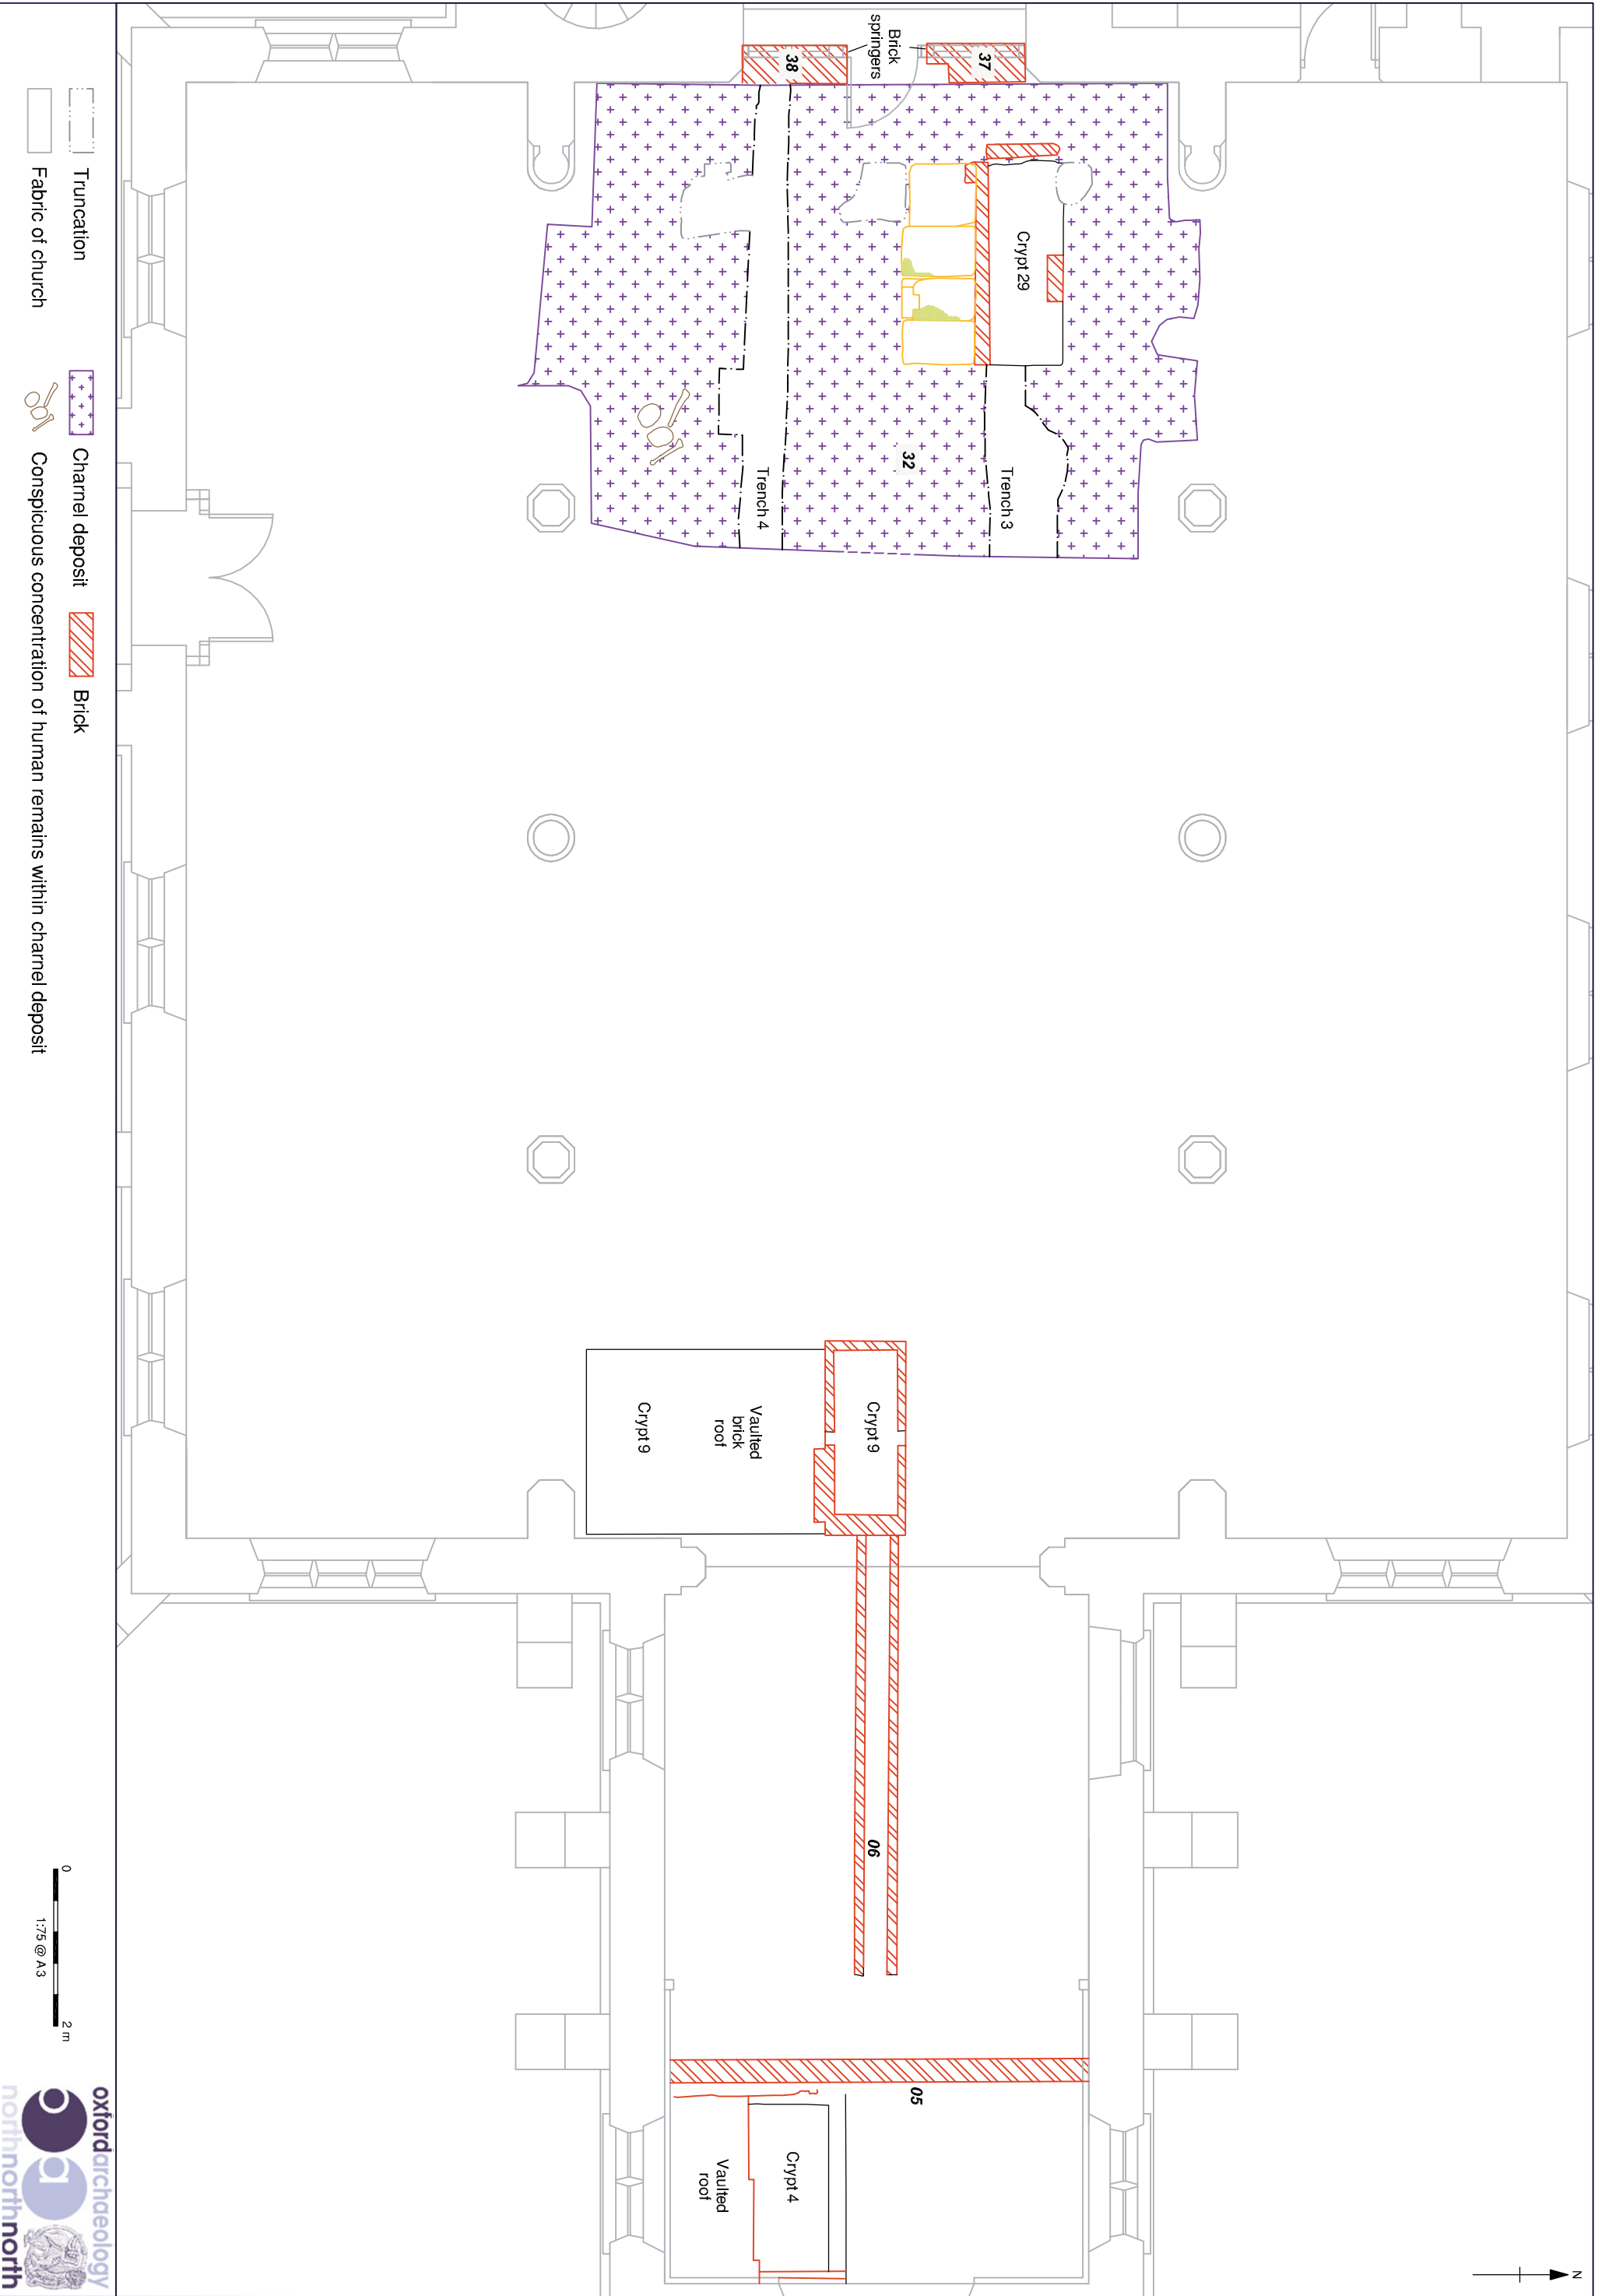 37
38
Brick
springers
Crypt 29
32
Trench 3
Trench 4
Crypt 9
Vaulted
brick
roof
Crypt 9
06
05
Crypt 4
Vaulted
roof
N
Truncation
Charnel deposit
Brick
Fabric of church
Conspicuous concentration of human remains within charnel deposit
0
2 m
1:75 @ A3
oxfordarchaeology
northnorthnorth